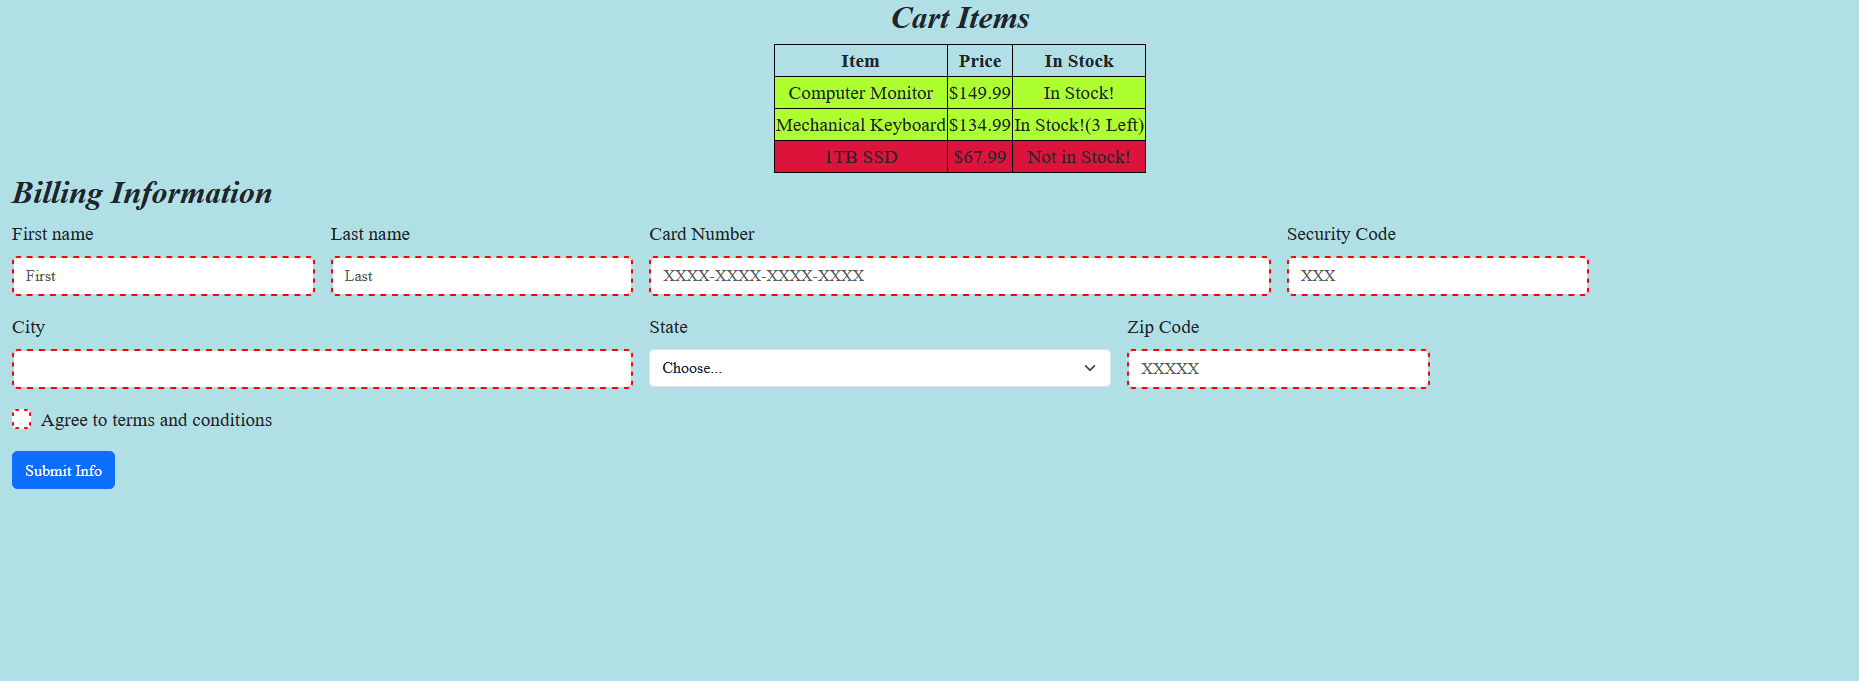 Cart Items
Item Price In Stock
Computer Monitor $149.99 In Stock!
Mechanical Keyboard $134.99 In Stock!(3 Left)
1TB SSD $67.99 Not in Stock!
Billing Information
First name Last name Card Number Security Code
First Last XXXX-XXXX-XXXX-XXXX XXX
City State Zip Code
Choose... XXXXX
Agree to terms and conditions
Submit Info